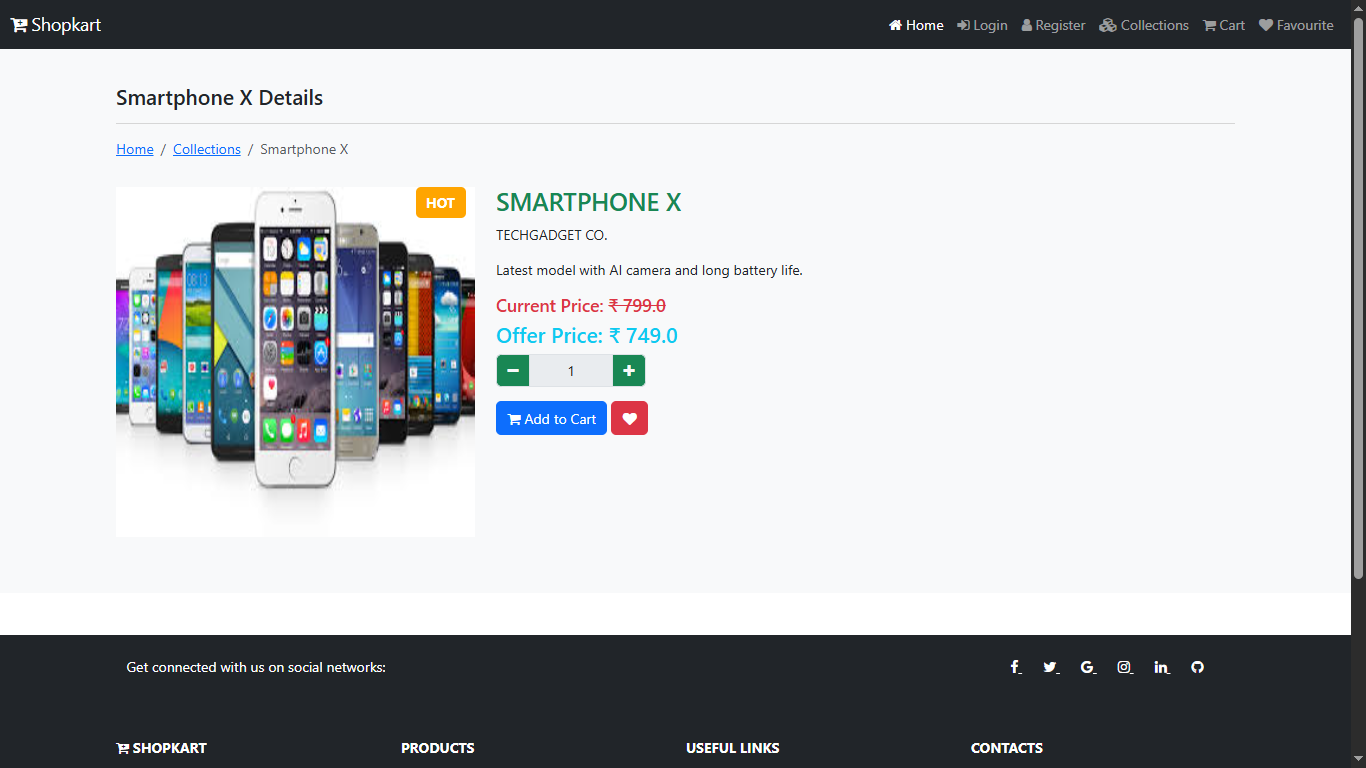 Shopkart
Home Login Register Collections Cart Favourite
Smartphone X Details
Home / Collections / Smartphone X
HOT
SMARTPHONE X
TECHGADGET CO.
Latest model with AI camera and long battery life.
Current Price: ₹ 799.0
Offer Price: ₹ 749.0
1
Add to Cart
Get connected with us on social networks:
SHOPKART
PRODUCTS
USEFUL LINKS
CONTACTS